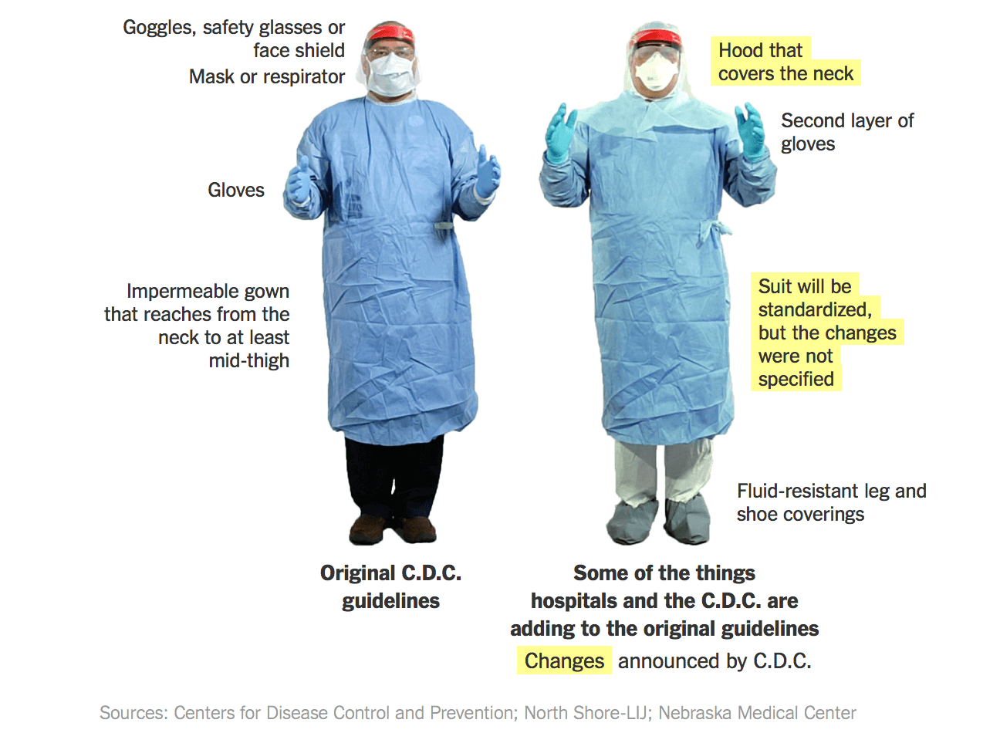 Goggles, safety glasses or
face shield
Mask or respirator
Gloves
Impermeable gown
that reaches from the
neck to at least
mid-thigh
Original C.D.C.
guidelines
Hood that
covers the neck
Second layer of
gloves
Suit will be
standardized,
but the changes
were not
specified
Fluid-resistant leg and
shoe coverings
Some of the things
hospitals and the C.D.C. are
adding to the original guidelines
Changes announced by C.D.C.
Sources: Centers for Disease Control and Prevention; North Shore-LIJ; Nebraska Medical Center